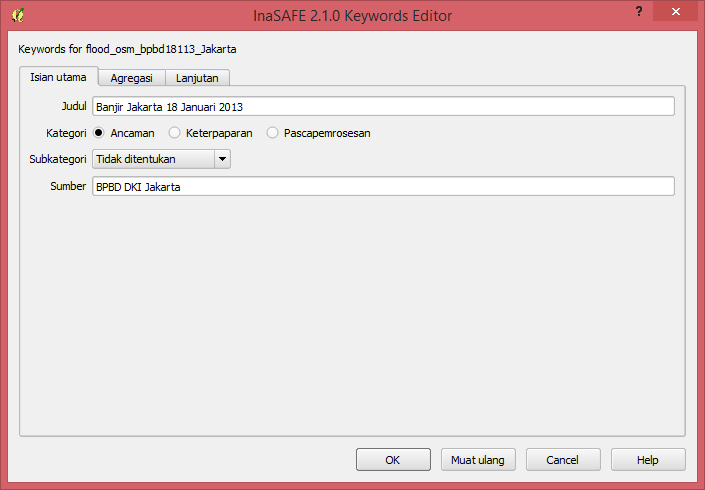 InaSAFE 2.1.0 Keywords Editor
?
Keywords for flood_osm_bpbd18113_Jakarta
Isian utama Agregasi Lanjutan
Judul Banjir Jakarta 18 Januari 2013
Kategori Ancaman Keterpaparan Pascapemrosesan
Subkategori Tidak ditentukan
Sumber BPBD DKI Jakarta
OK Muat ulang Cancel Help